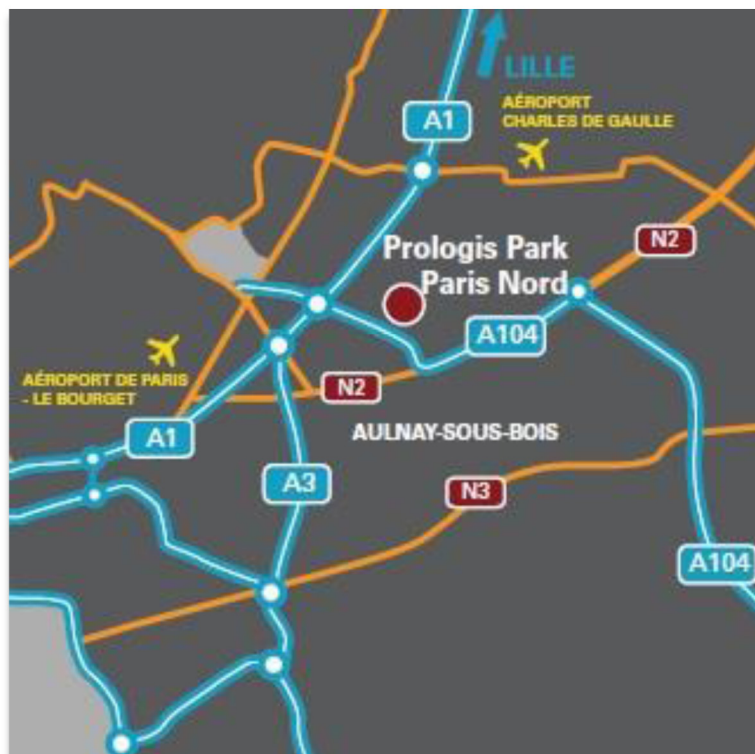 LILLE
AÉROPORT
CHARLES DE GAULLE
A1
N2
Prologis Park
Paris Nord
A104
AÉROPORT DE PARIS
- LE BOURGET
N2
A1
AULNAY-SOUS-BOIS
A3
N3
A104